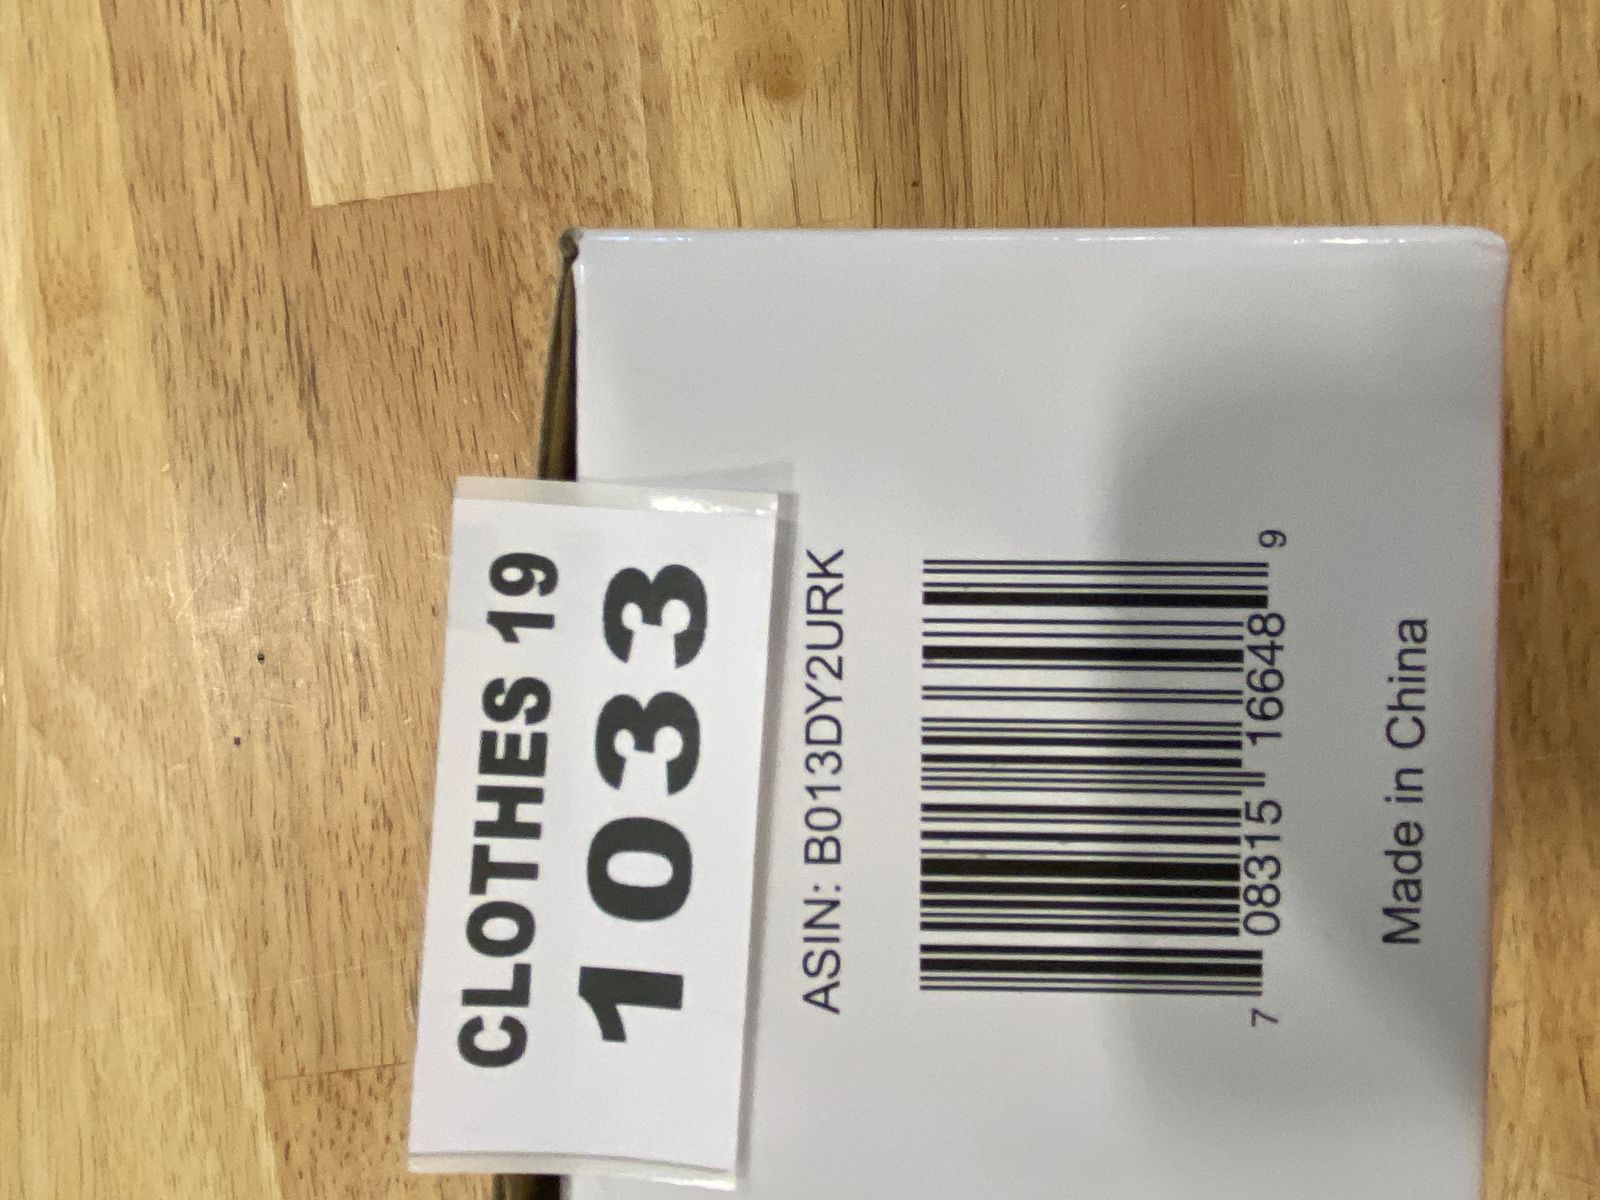 CLOTHES 19
1033
ASIN: B013DY2URK
7 08315 16648 9
Made in China